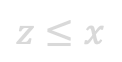 z ≤ x